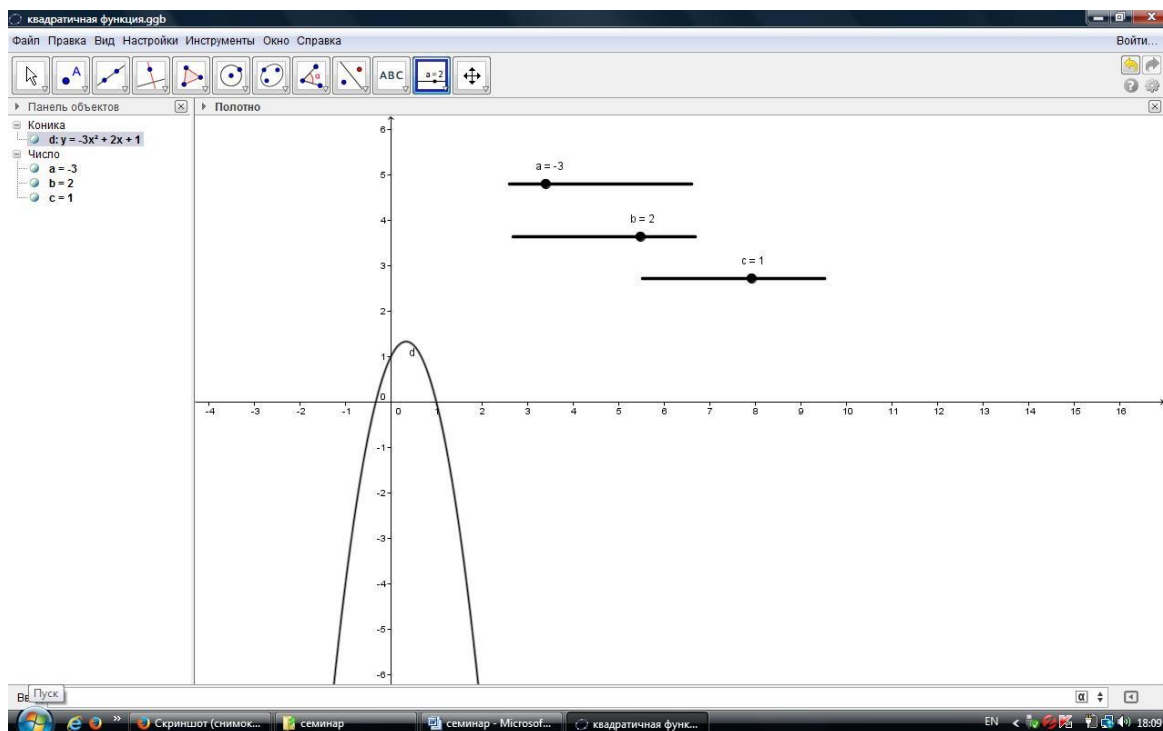 квадратичная функция.ggb
Файл Правка Вид Настройки Инструменты Окно Справка Войти...
A α ABC a=2
Панель объектов
Полотно
Коника
d: y = -3x² + 2x + 1
Число
a = -3
b = 2
c = 1
a = -3
b = 2
c = 1
d
6
5
4
3
2
1
0
-1
-2
-3
-4
-5
-6
-4 -3 -2 -1 0 1 2 3 4 5 6 7 8 9 10 11 12 13 14 15 16
Пуск
α
Скриншот (снимок... семинар семинар - Microsof... квадратичная функ... EN 18:09